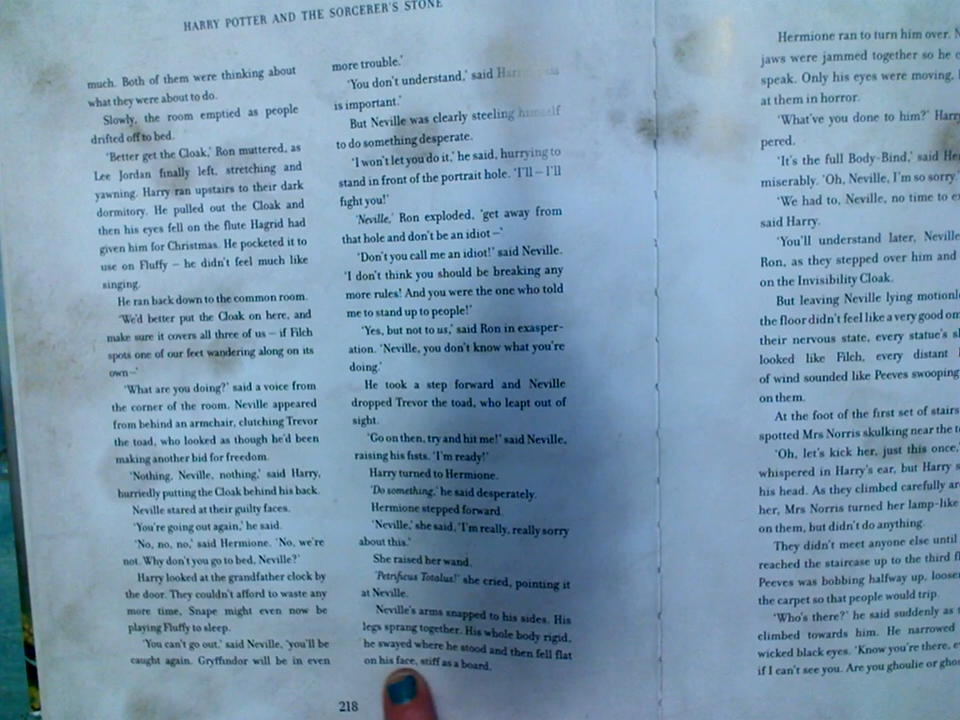 HARRY POTTER AND THE SORCERER'S STONE
much. Both of them were thinking about
what they were about to do.
Slowly, the room emptied as people
drifted off to bed.
'Better get the Cloak,' Ron muttered, as
Lee Jordan finally left, stretching and
yawning. Harry ran upstairs to their dark
dormitory. He pulled out the Cloak and
then his eyes fell on the flute Hagrid had
given him for Christmas. He pocketed it to
use on Fluffy – he didn't feel much like
singing.
He ran back down to the common room.
'We'd better put the Cloak on here, and
make sure it covers all three of us – if Filch
spots one of our feet wandering along on its
own –'
'What are you doing?' said a voice from
the corner of the room. Neville appeared
from behind an armchair, clutching Trevor
the toad, who looked as though he'd been
making another bid for freedom.
'Nothing, Neville, nothing,' said Harry,
hurriedly putting the Cloak behind his back.
Neville stared at their guilty faces.
'You're going out again,' he said.
'No, no, no,' said Hermione. 'No, we're
not. Why don't you go to bed, Neville?'
Harry looked at the grandfather clock by
the door. They couldn't afford to waste any
more time, Snape might even now be
playing Fluffy to sleep.
'You can't go out,' said Neville, 'you'll be
caught again. Gryffindor will be in even
more trouble.'
'You don't understand,' said
is important.'
But Neville was clearly steeling himself
to do something desperate.
'I won't let you do it,' he said, hurrying to
stand in front of the portrait hole. 'I'll – I'll
fight you!'
'Neville,' Ron exploded, 'get away from
that hole and don't be an idiot –'
'Don't you call me an idiot!' said Neville.
'I don't think you should be breaking any
more rules! And you were the one who told
me to stand up to people!'
'Yes, but not to us,' said Ron in exasper-
ation. 'Neville, you don't know what you're
doing.'
He took a step forward and Neville
dropped Trevor the toad, who leapt out of
sight.
'Go on then, try and hit me!' said Neville,
raising his fists. 'I'm ready!'
Harry turned to Hermione.
'Do something,' he said desperately.
Hermione stepped forward.
'Neville,' she said, 'I'm really, really sorry
about this.'
She raised her wand.
'Petrificus Totalus!' she cried, pointing it
at Neville.
Neville's arms snapped to his sides. His
legs sprang together. His whole body rigid,
he swayed where he stood and then fell flat
on his face, stiff as a board.
218
Hermione ran to turn him over.
jaws were jammed together so he
speak. Only his eyes were moving,
at them in horror.
'What've you done to him?'
pered.
'It's the full Body-Bind,' said
miserably. 'Oh, Neville, I'm so sorry.'
'We had to, Neville, no time to
said Harry.
'You'll understand later, Neville
Ron, as they stepped over him and
on the Invisibility Cloak.
But leaving Neville lying
the floor didn't feel like a very good
their nervous state, every statue's
looked like Filch, every distant
of wind sounded like Peeves swooping
on them.
At the foot of the first set of stairs
spotted Mrs Norris skulking near the
'Oh, let's kick her, just this once,'
whispered in Harry's ear, but Harry
his head. As they climbed carefully
her, Mrs Norris turned her lamp-like
on them, but didn't do anything.
They didn't meet anyone else until
reached the staircase up to the third
Peeves was bobbing halfway up,
the carpet so that people would trip.
'Who's there?' he said suddenly as
climbed towards him. He narrowed
wicked black eyes. 'Know you're there,
if I can't see you. Are you ghoulie or